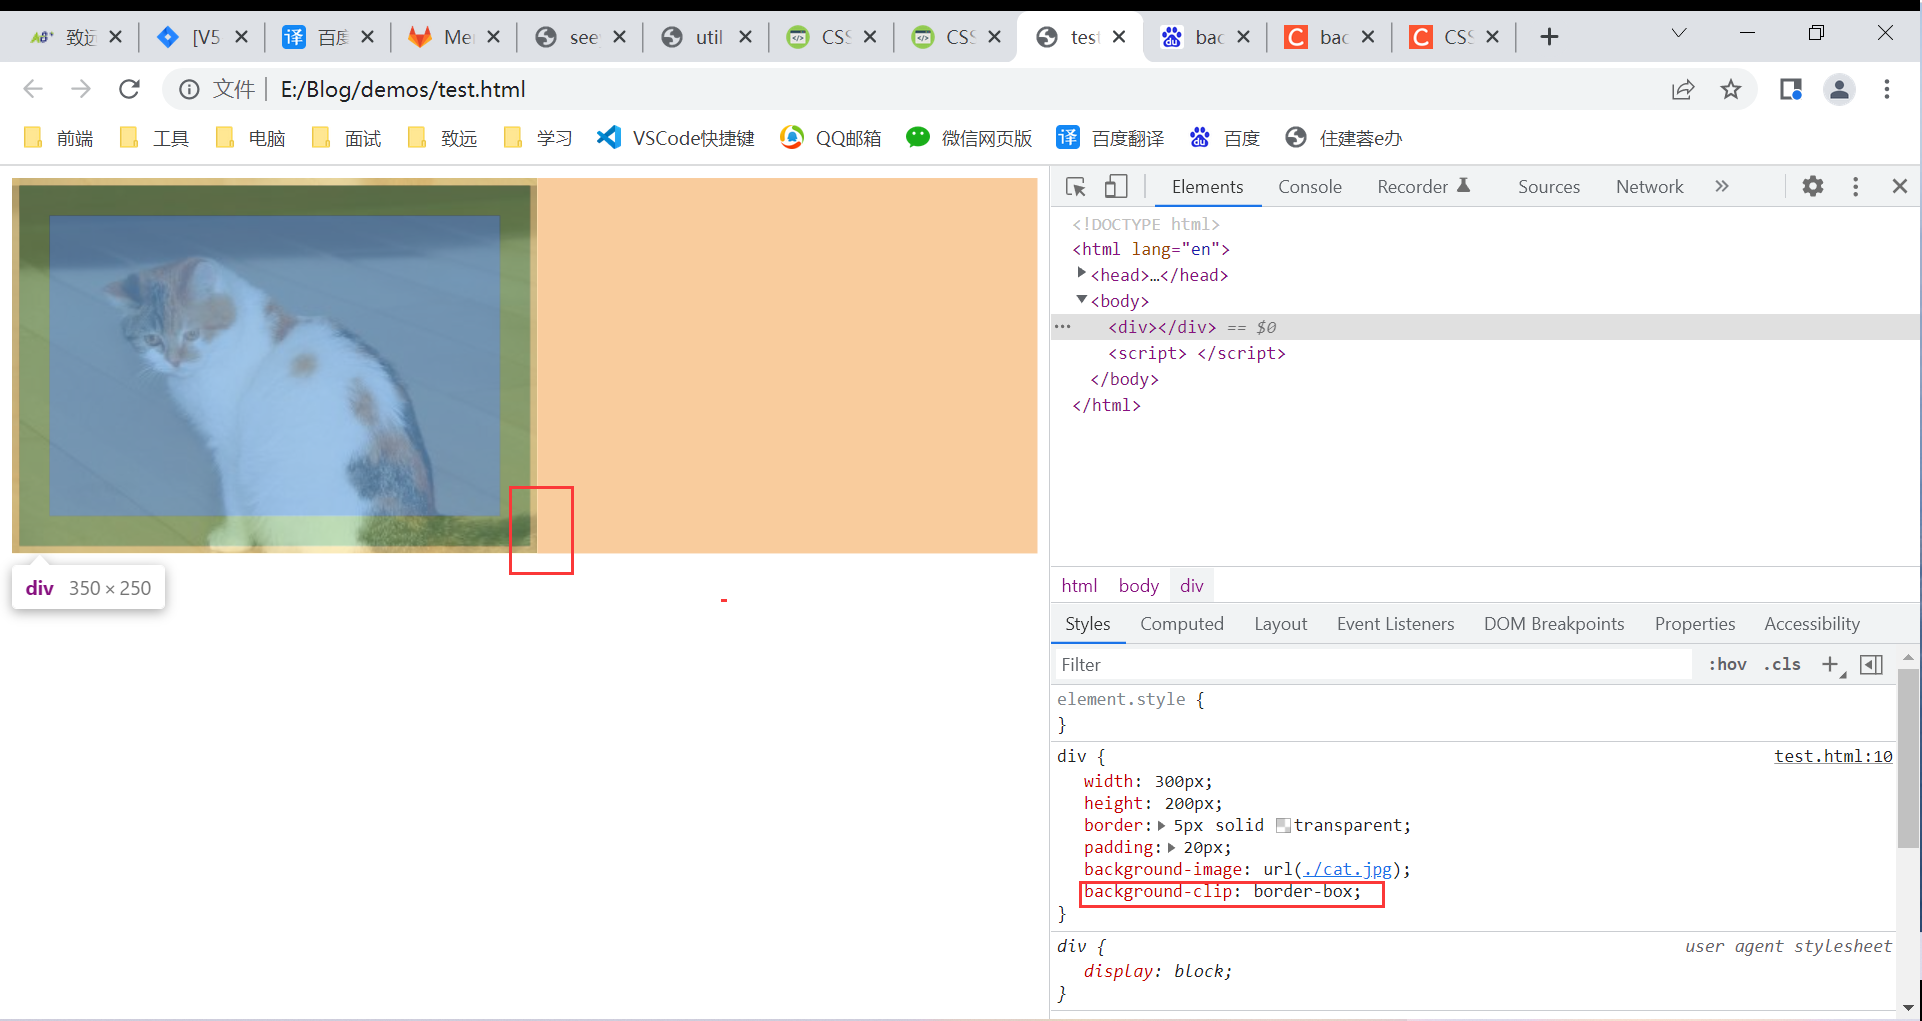 致远 [V5 百度 Me see util CSS CSS test bac bac CSS
文件 E:/Blog/demos/test.html
前端 工具 电脑 面试 致远 学习 VSCode快捷键 QQ邮箱 微信网页版 译 百度翻译 百度 住建蓉e办
Elements Console Recorder Sources Network »
<!DOCTYPE html>
<html lang="en">
<head>…</head>
<body>
<div></div> == $0
<script> </script>
</body>
</html>
div 350 × 250
html body div
Styles Computed Layout Event Listeners DOM Breakpoints Properties Accessibility
Filter :hov .cls
element.style {
}
div { test.html:10
width: 300px;
height: 200px;
border: 5px solid transparent;
padding: 20px;
background-image: url(./cat.jpg);
background-clip: border-box;
}
div { user agent stylesheet
display: block;
}